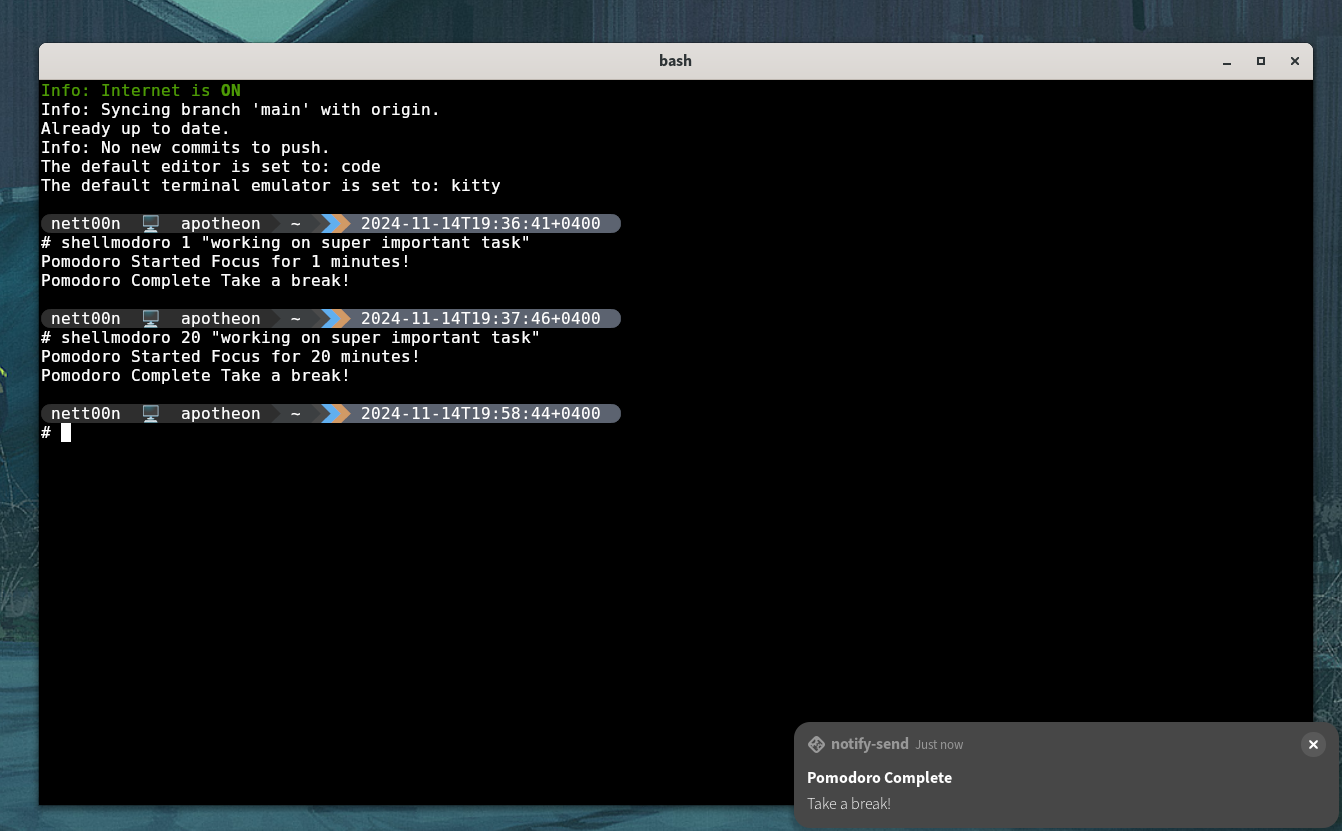 bash
Info: Internet is ON
Info: Syncing branch 'main' with origin.
Already up to date.
Info: No new commits to push.
The default editor is set to: code
The default terminal emulator is set to: kitty
nett00n apotheon ~ 2024-11-14T19:36:41+0400
# shellmodoro 1 "working on super important task"
Pomodoro Started Focus for 1 minutes!
Pomodoro Complete Take a break!
nett00n apotheon ~ 2024-11-14T19:37:46+0400
# shellmodoro 20 "working on super important task"
Pomodoro Started Focus for 20 minutes!
Pomodoro Complete Take a break!
nett00n apotheon ~ 2024-11-14T19:58:44+0400
#
notify-send Just now
Pomodoro Complete
Take a break!